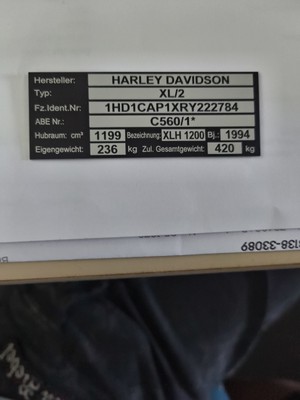 Hersteller: HARLEY DAVIDSON
Typ: XL/2
Fz.Ident.Nr: 1HD1CAP1XRY222784
ABE Nr.: C560/1*
Hubraum: cm³ 1199 Bezeichnung: XLH 1200 Bj.: 1994
Eigengewicht: 236 kg Zul. Gesamtgewicht: 420 kg
138-33089